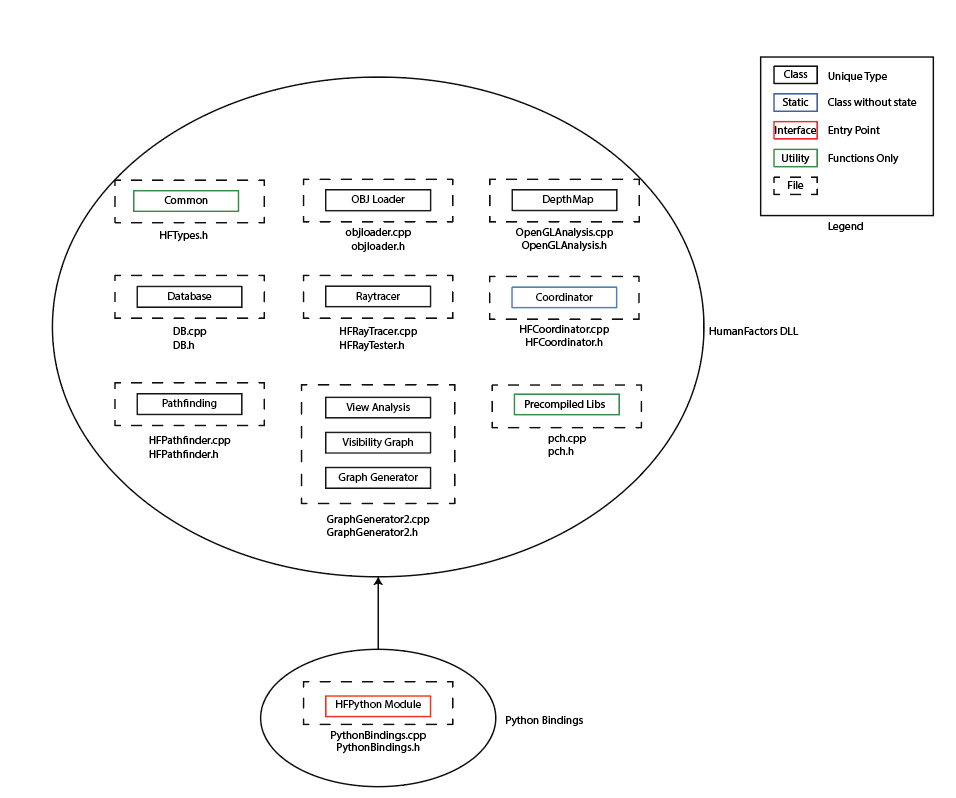 Class
Unique Type
Static
Class without state
Interface
Entry Point
Utility
Functions Only
File
Legend
Common
HFTypes.h
OBJ Loader
objloader.cpp
objloader.h
DepthMap
OpenGLAnalysis.cpp
OpenGLAnalysis.h
Database
DB.cpp
DB.h
Raytracer
HFRayTracer.cpp
HFRayTester.h
Coordinator
HFCoordinator.cpp
HFCoordinator.h
HumanFactors DLL
Pathfinding
HFPathfinder.cpp
HFPathfinder.h
View Analysis
Visibility Graph
Graph Generator
GraphGenerator2.cpp
GraphGenerator2.h
Precompiled Libs
pch.cpp
pch.h
HFPython Module
PythonBindings.cpp
PythonBindings.h
Python Bindings